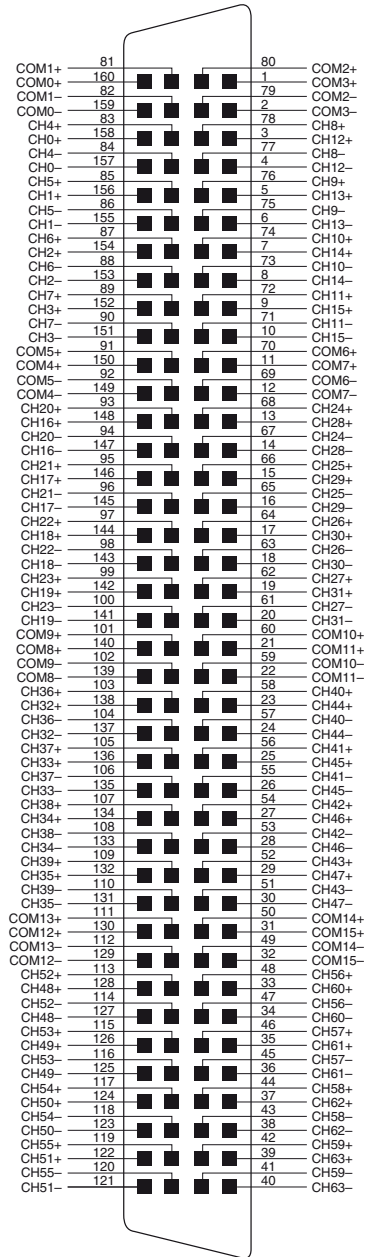 COM1+ 81 80 COM2+
COM0+ 160 1 COM3+
COM1– 82 79 COM2–
COM0– 159 2 COM3–
CH4+ 83 78 CH8+
CH0+ 158 3 CH12+
CH4– 84 77 CH8–
CH0– 157 4 CH12–
CH5+ 85 76 CH9+
CH1+ 156 5 CH13+
CH5– 86 75 CH9–
CH1– 155 6 CH13–
CH6+ 87 74 CH10+
CH2+ 154 7 CH14+
CH6– 88 73 CH10–
CH2– 153 8 CH14–
CH7+ 89 72 CH11+
CH3+ 152 9 CH15+
CH7– 90 71 CH11–
CH3– 151 10 CH15–
COM5+ 91 70 COM6+
COM4+ 150 11 COM7+
COM5– 92 69 COM6–
COM4– 149 12 COM7–
CH20+ 93 68 CH24+
CH16+ 148 13 CH28+
CH20– 94 67 CH24–
CH16– 147 14 CH28–
CH21+ 95 66 CH25+
CH17+ 146 15 CH29+
CH21– 96 65 CH25–
CH17– 145 16 CH29–
CH22+ 97 64 CH26+
CH18+ 144 17 CH30+
CH22– 98 63 CH26–
CH18– 143 18 CH30–
CH23+ 99 62 CH27+
CH19+ 142 19 CH31+
CH23– 100 61 CH27–
CH19– 141 20 CH31–
COM9+ 101 60 COM10+
COM8+ 140 21 COM11+
COM9– 102 59 COM10–
COM8– 139 22 COM11–
CH36+ 103 58 CH40+
CH32+ 138 23 CH44+
CH36– 104 57 CH40–
CH32– 137 24 CH44–
CH37+ 105 56 CH41+
CH33+ 136 25 CH45+
CH37– 106 55 CH41–
CH33– 135 26 CH45–
CH38+ 107 54 CH42+
CH34+ 134 27 CH46+
CH38– 108 53 CH42–
CH34– 133 28 CH46–
CH39+ 109 52 CH43+
CH35+ 132 29 CH47+
CH39– 110 51 CH43–
CH35– 131 30 CH47–
COM13+ 111 50 COM14+
COM12+ 130 31 COM15+
COM13– 112 49 COM14–
COM12– 129 32 COM15–
CH52+ 113 48 CH56+
CH48+ 128 33 CH60+
CH52– 114 47 CH56–
CH48– 127 34 CH60–
CH53+ 115 46 CH57+
CH49+ 126 35 CH61+
CH53– 116 45 CH57–
CH49– 125 36 CH61–
CH54+ 117 44 CH58+
CH50+ 124 37 CH62+
CH54– 118 43 CH58–
CH50– 123 38 CH62–
CH55+ 119 42 CH59+
CH51+ 122 39 CH63+
CH55– 120 41 CH59–
CH51– 121 40 CH63–